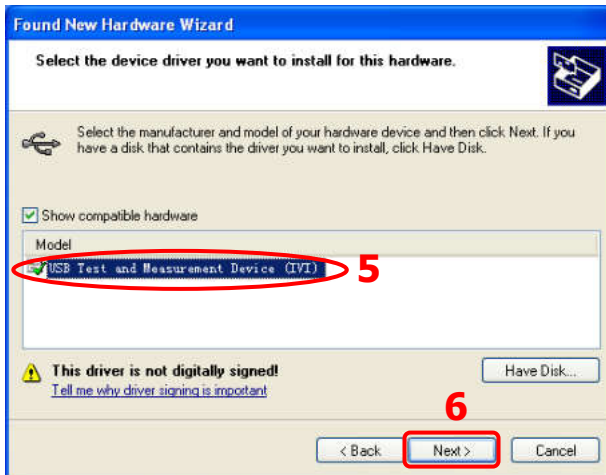 Found New Hardware Wizard
Select the device driver you want to install for this hardware.
Select the manufacturer and model of your hardware device and then click Next. If you
have a disk that contains the driver you want to install, click Have Disk.
Show compatible hardware
Model
USB Test and Measurement Device (IVI)
5
This driver is not digitally signed!
Tell me why driver signing is important
Have Disk...
6
< Back
Next >
Cancel